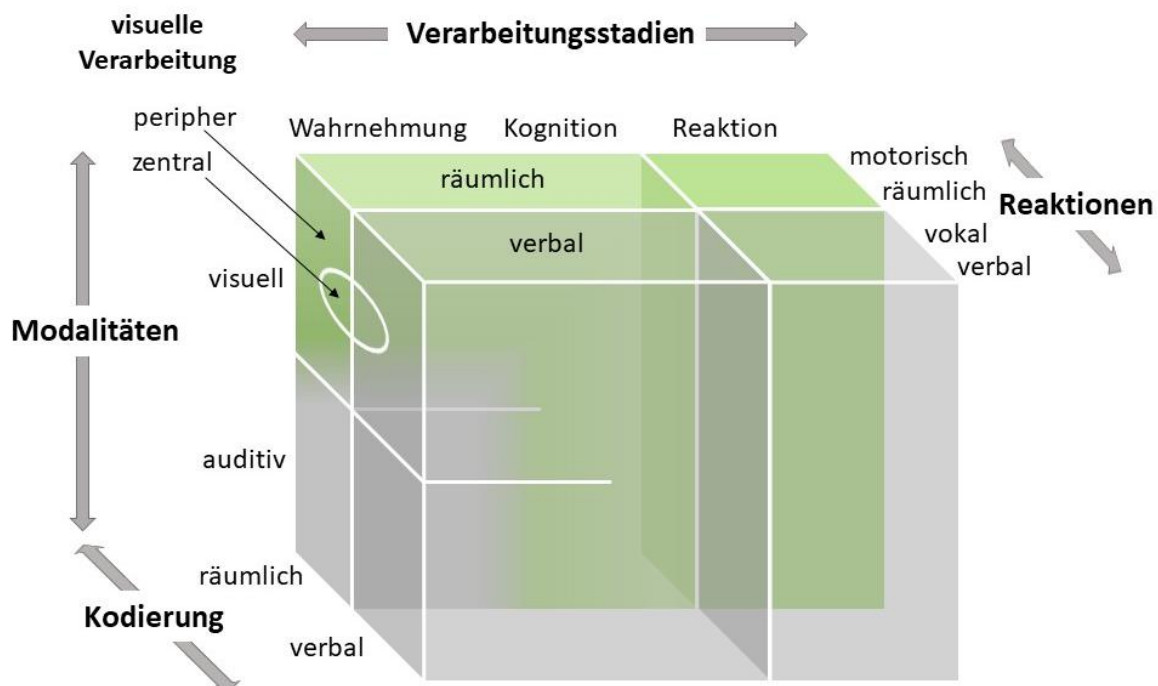 visuelle
Verarbeitung
Verarbeitungsstadien
peripher
zentral
Wahrnehmung
Kognition
Reaktion
räumlich
verbal
motorisch
räumlich
vokal
verbal
Reaktionen
visuell
Modalitäten
auditiv
räumlich
Kodierung
verbal